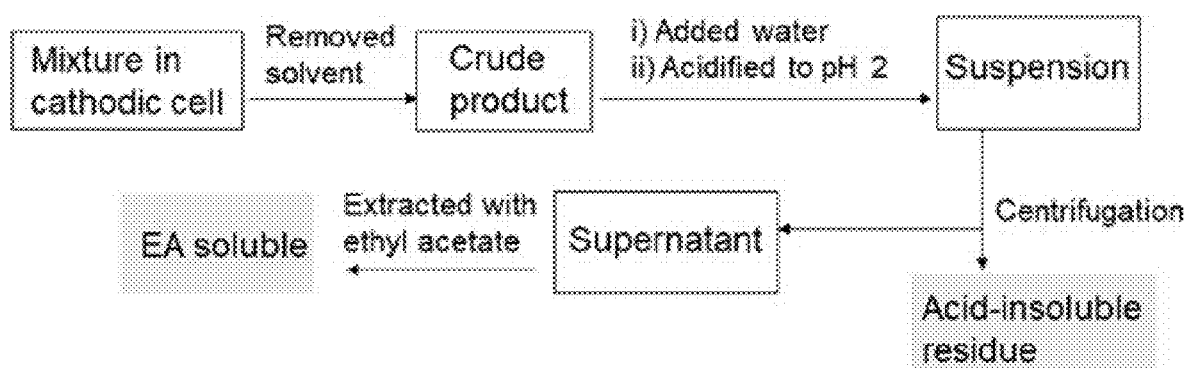 Mixture in
cathodic cell
Removed
solvent
Crude
product
i) Added water
ii) Acidified to pH 2
Suspension
Centrifugation
Supernatant
Extracted with
ethyl acetate
EA soluble
Acid-insoluble
residue